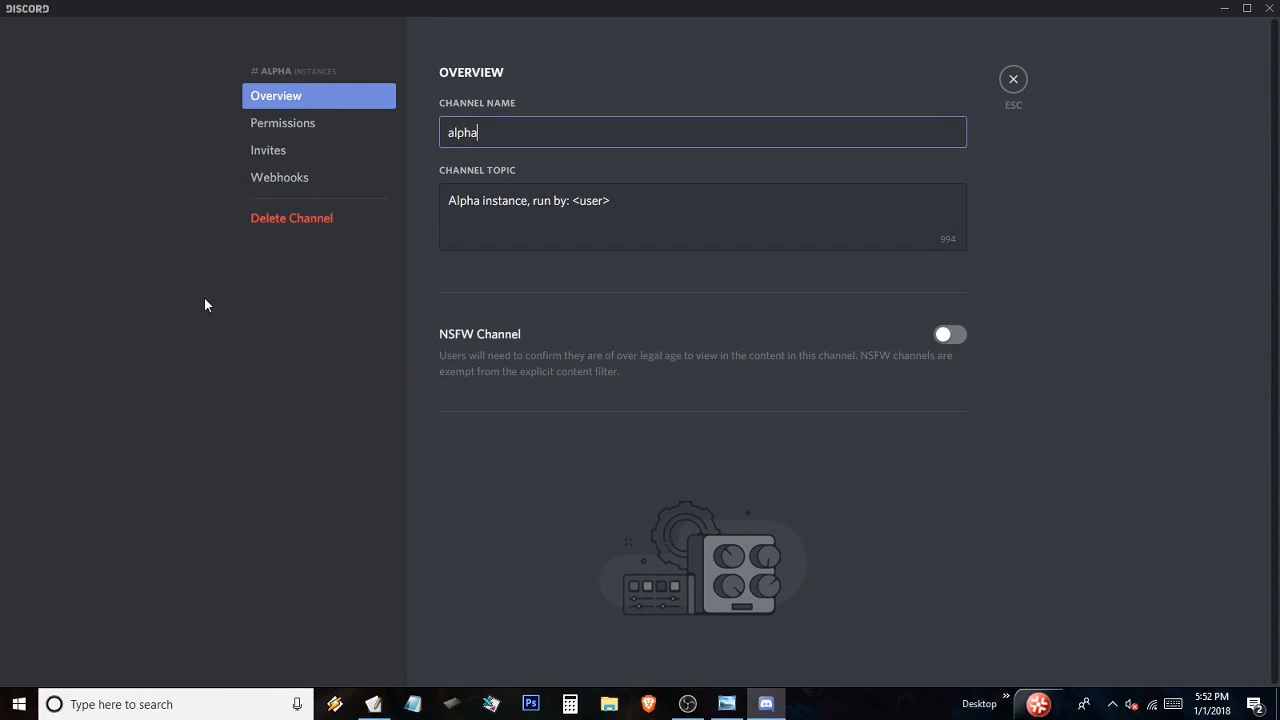 DISCORD
# ALPHA INSTANCES
Overview
Permissions
Invites
Webhooks
Delete Channel
OVERVIEW
CHANNEL NAME
alpha
CHANNEL TOPIC
Alpha instance, run by: <user>
994
NSFW Channel
Users will need to confirm they are of over legal age to view in the content in this channel. NSFW channels are
exempt from the explicit content filter.
ESC
Type here to search
Ps
Desktop
5:52 PM
1/1/2018
2